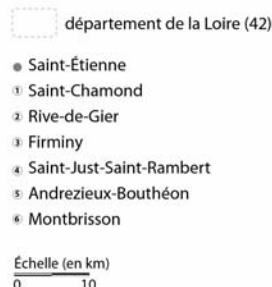 département de la Loire (42)
Saint-Étienne
1 Saint-Chamond
2 Rive-de-Gier
3 Firminy
4 Saint-Just-Saint-Rambert
5 Andrezieux-Bouthéon
6 Montbrisson
Échelle (en km)
0 10